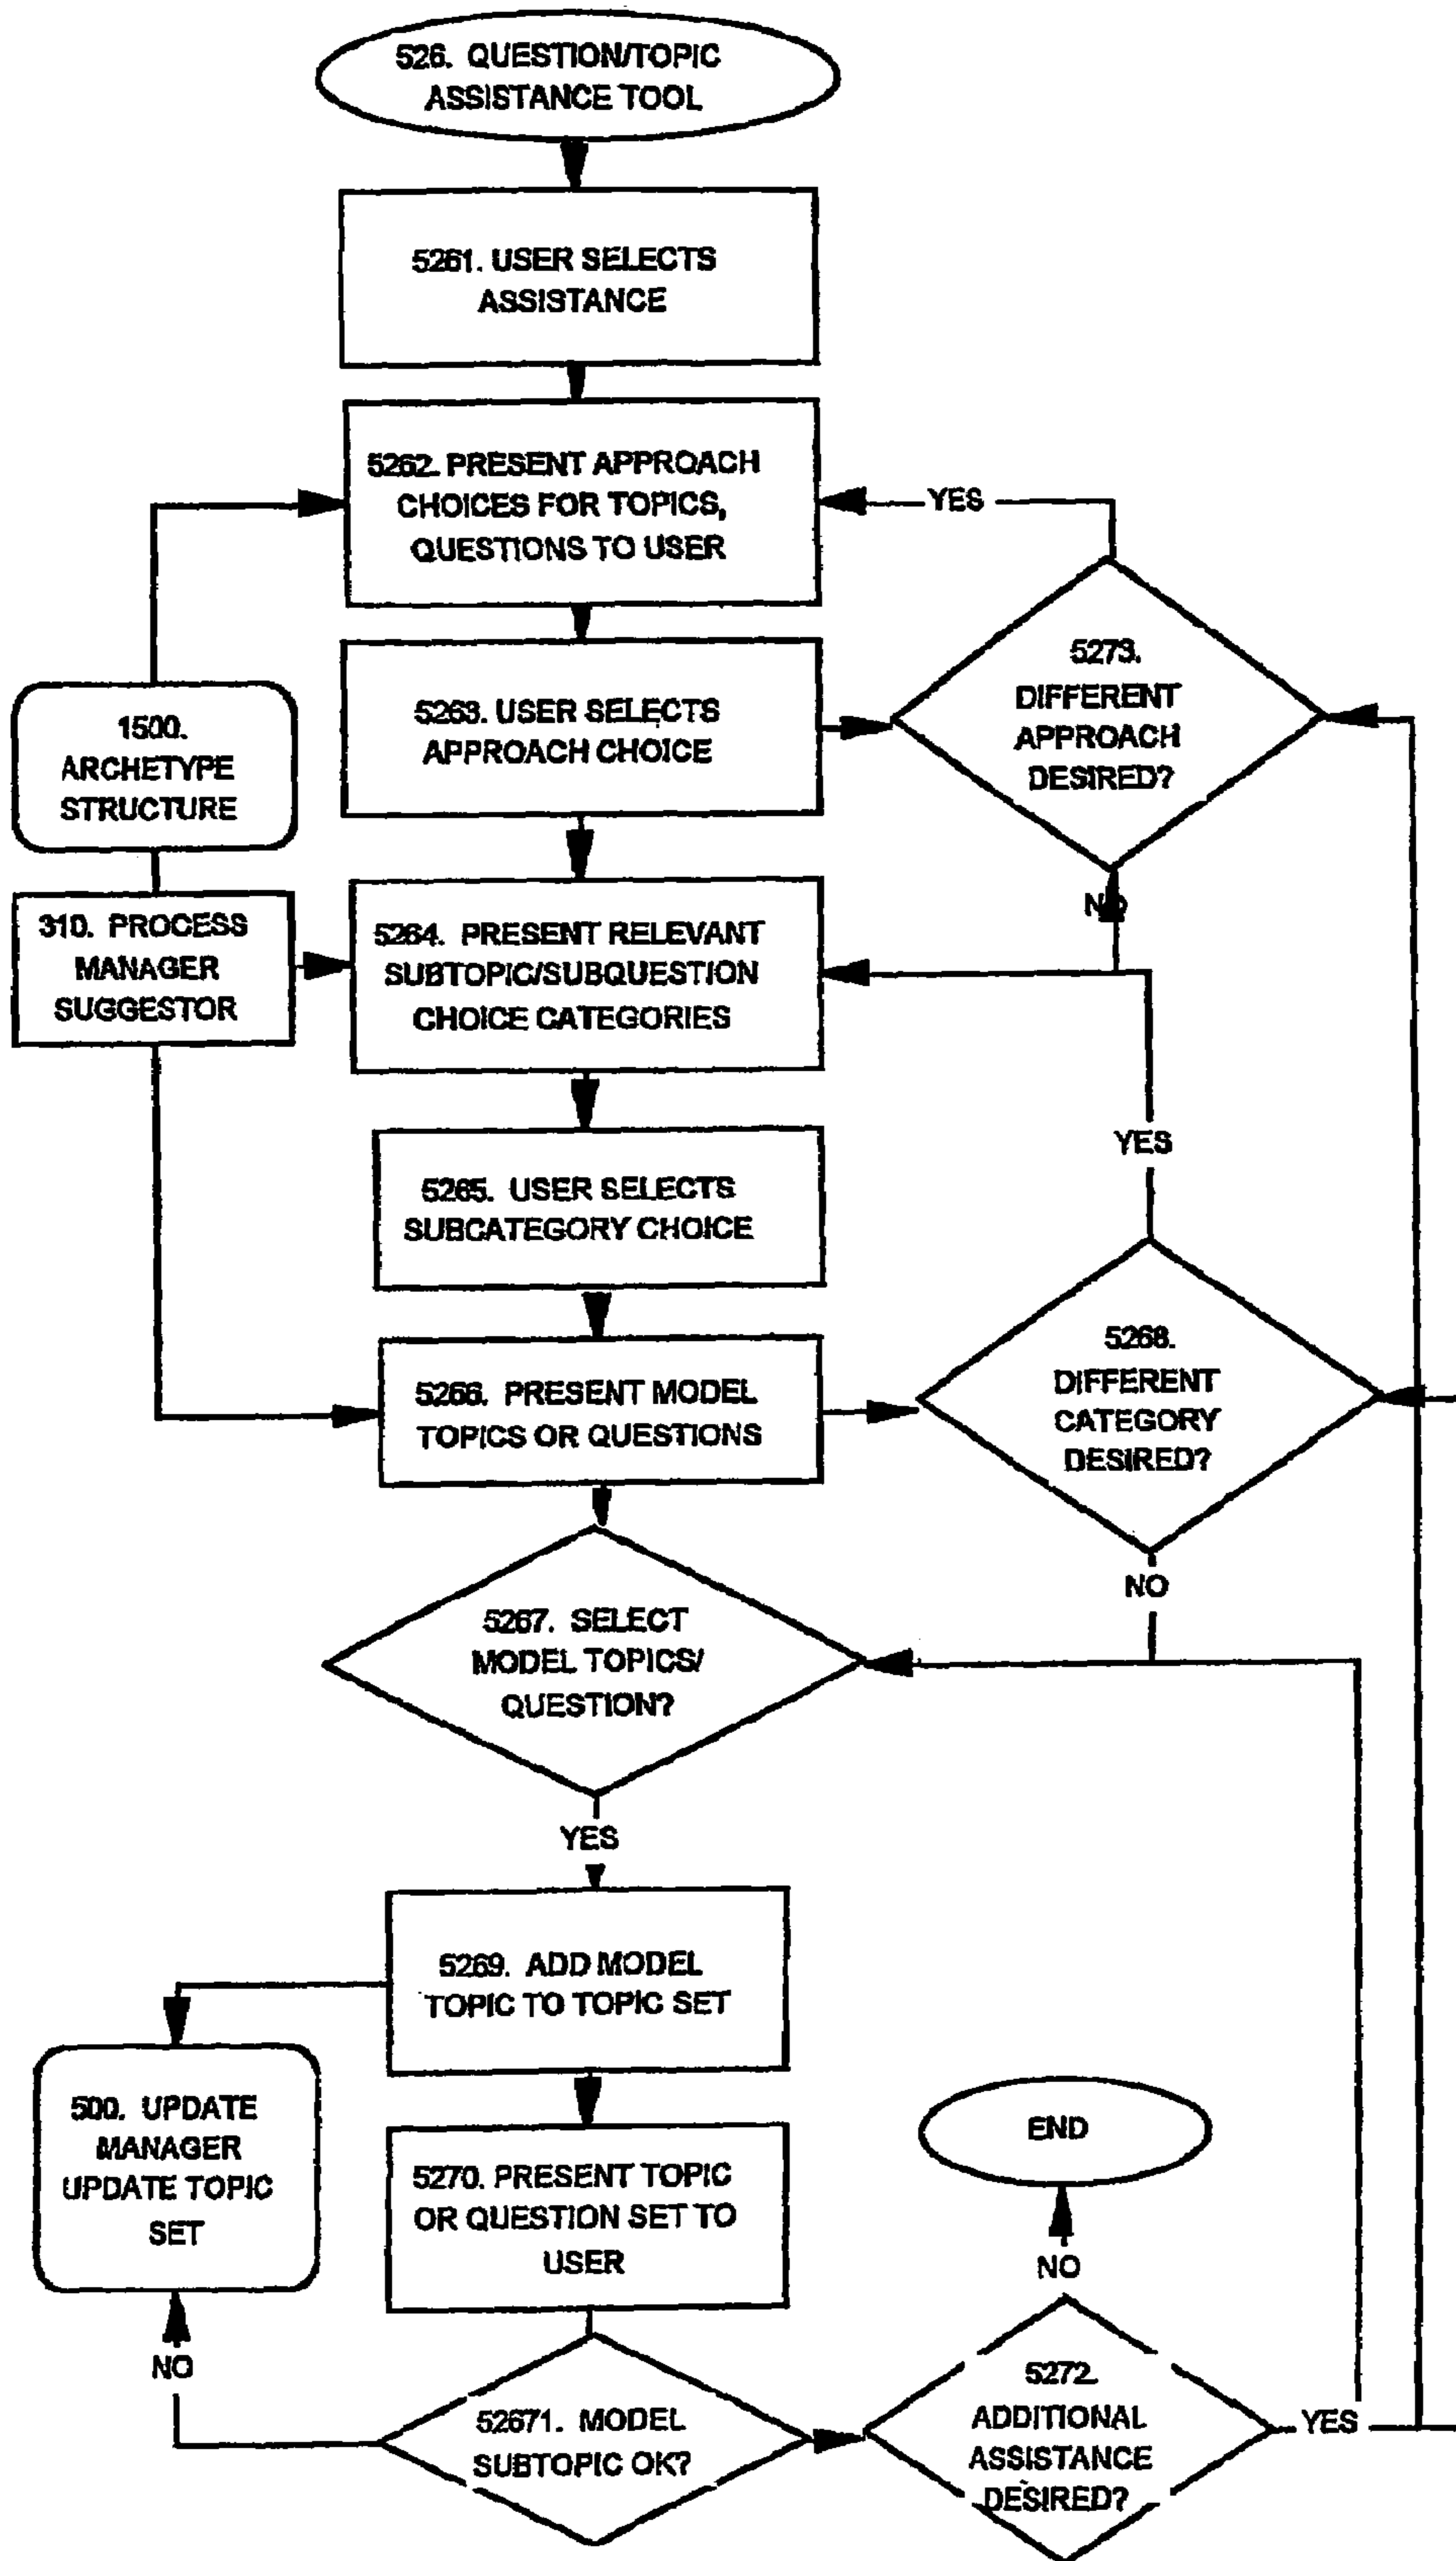 526. QUESTION/TOPIC
ASSISTANCE TOOL
5261. USER SELECTS
ASSISTANCE
5262. PRESENT APPROACH
CHOICES FOR TOPICS,
QUESTIONS TO USER
YES
5273.
DIFFERENT
APPROACH
DESIRED?
NO
5263. USER SELECTS
APPROACH CHOICE
1500.
ARCHETYPE
STRUCTURE
310. PROCESS
MANAGER
SUGGESTOR
5264. PRESENT RELEVANT
SUBTOPIC/SUBQUESTION
CHOICE CATEGORIES
YES
5265. USER SELECTS
SUBCATEGORY CHOICE
5268.
DIFFERENT
CATEGORY
DESIRED?
NO
5266. PRESENT MODEL
TOPICS OR QUESTIONS
5267. SELECT
MODEL TOPICS/
QUESTION?
YES
5269. ADD MODEL
TOPIC TO TOPIC SET
500. UPDATE
MANAGER
UPDATE TOPIC
SET
5270. PRESENT TOPIC
OR QUESTION SET TO
USER
END
NO
NO
52671. MODEL
SUBTOPIC OK?
5272.
ADDITIONAL
ASSISTANCE
DESIRED?
YES